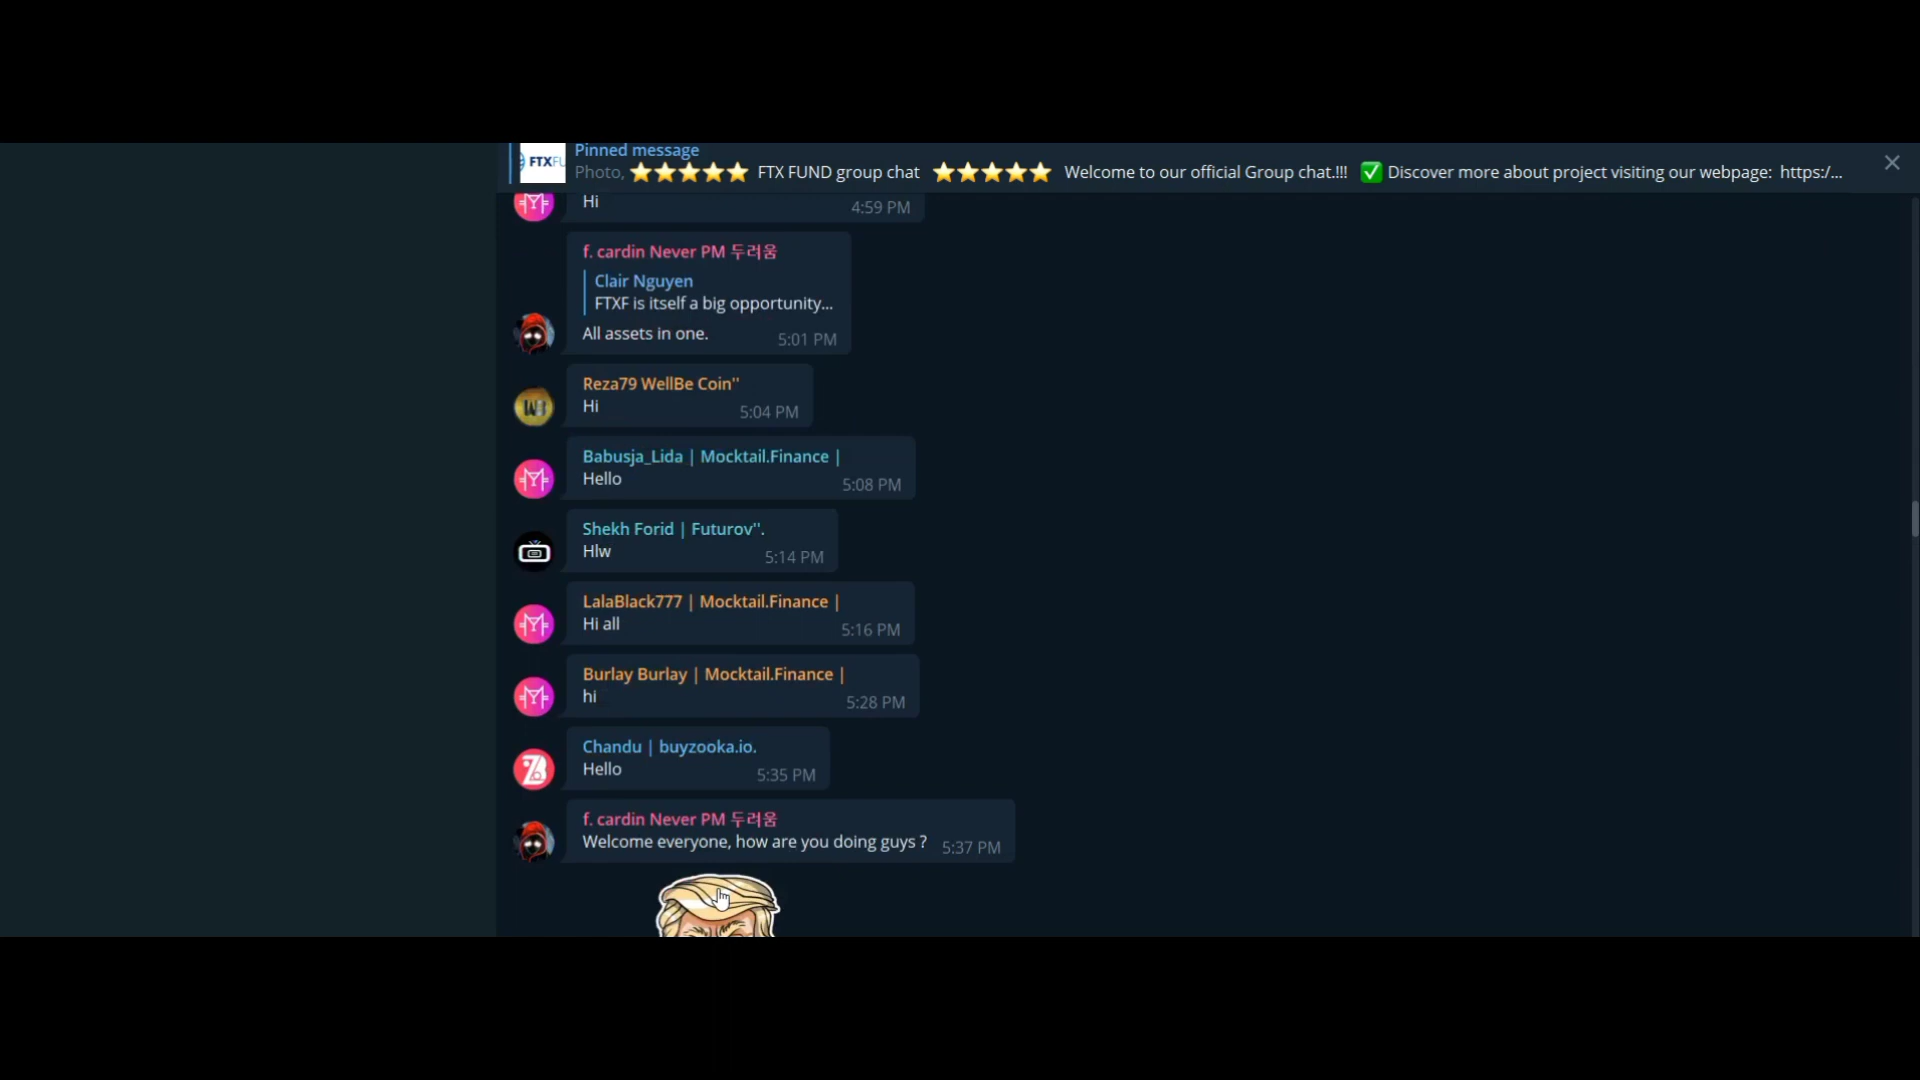 Pinned message
FTXFU
Photo, ⭐⭐⭐⭐⭐ FTX FUND group chat ⭐⭐⭐⭐⭐ Welcome to our official Group chat.!!! ✅ Discover more about project visiting our webpage: https:/...
Hi
4:59 PM
f. cardin Never PM 두려움
Clair Nguyen
FTXF is itself a big opportunity...
All assets in one.
5:01 PM
Reza79 WellBe Coin''
Hi
5:04 PM
Babusja_Lida | Mocktail.Finance |
Hello
5:08 PM
Shekh Forid | Futurov''.
Hlw
5:14 PM
LalaBlack777 | Mocktail.Finance |
Hi all
5:16 PM
Burlay Burlay | Mocktail.Finance |
hi
5:28 PM
Chandu | buyzooka.io.
Hello
5:35 PM
f. cardin Never PM 두려움
Welcome everyone, how are you doing guys ?
5:37 PM